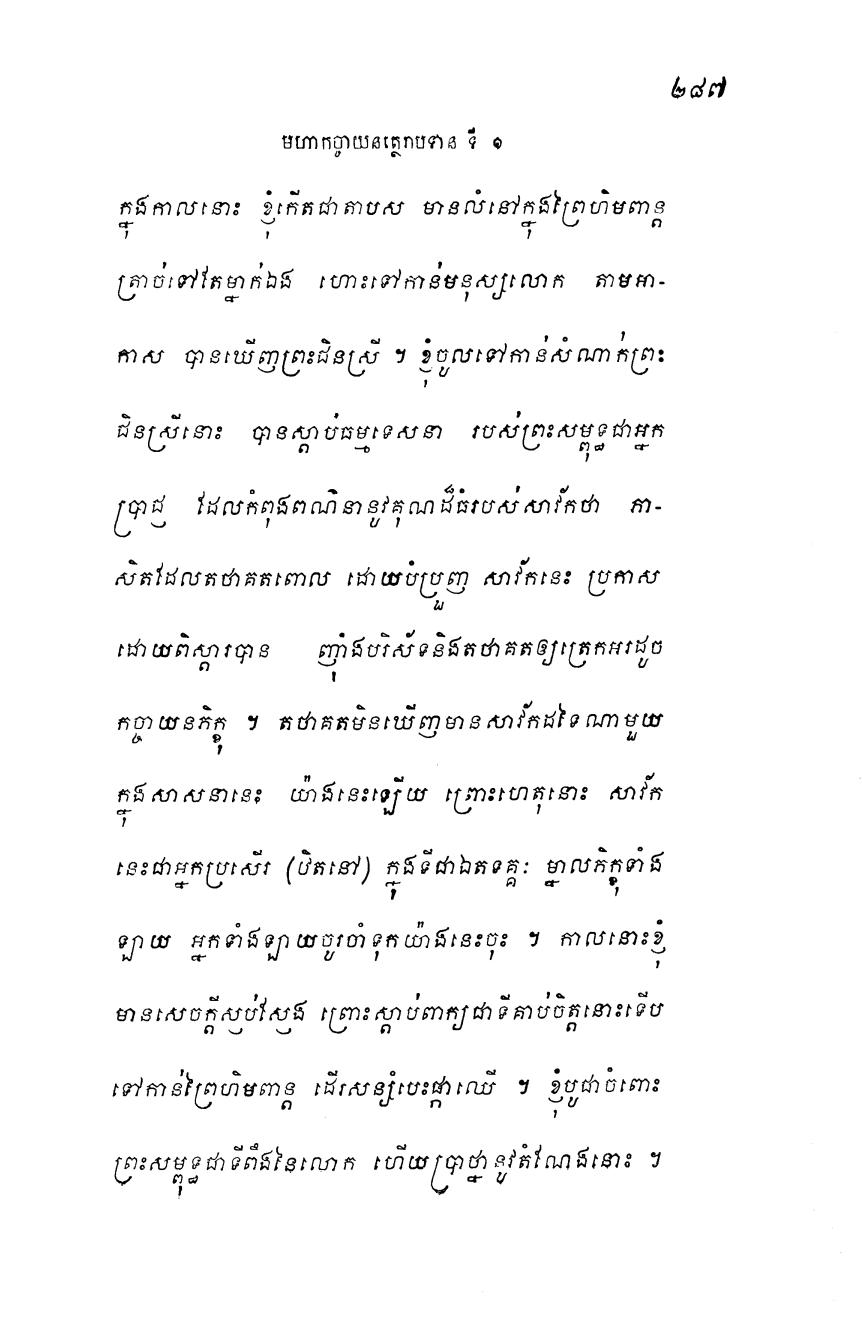 ២៨៧
មហាកច្ចាយនត្ថេរាបទាន ទី ១
ក្នុងកាលនោះ ខ្ញុំកើតជាតាបស មានលំនៅក្នុងព្រៃហិមពាន្ត
ត្រាច់ទៅតែម្នាក់ឯង ហោះទៅកាន់មនុស្សលោក តាមអា-
កាស បានឃើញព្រះជិនស្រី ។ ខ្ញុំចូលទៅកាន់សំណាក់ព្រះ
ជិនស្រីនោះ បានស្តាប់ធម្មទេសនា របស់ព្រះសម្ពុទ្ធជាអ្នក
ប្រាជ្ញ ដែលកំពុងពណ៌នានូវគុណដ៏ធំរបស់សាវ័កថា ភា-
សិតដែលតថាគតពោល ដោយបំប្រួញ សាវ័កនេះ ប្រកាស
ដោយពិស្តារបាន ញ៉ាំងបរិស័ទនិងតថាគតឲ្យត្រេកអរដូច
កច្ចាយនភិក្ខុ ។ តថាគតមិនឃើញមានសាវ័កដទៃណាមួយ
ក្នុងសាសនានេះ យ៉ាងនេះឡើយ ព្រោះហេតុនោះ សាវ័ក
នេះជាអ្នកប្រសើរ (ឋិតនៅ) ក្នុងទីជាឯតទគ្គៈ ម្នាលភិក្ខុទាំង
ឡាយ អ្នកទាំងឡាយចូរចាំទុកយ៉ាងនេះចុះ ។ កាលនោះខ្ញុំ
មានសេចក្តីស្ញប់ស្ញែង ព្រោះស្តាប់ពាក្យជាទីគាប់ចិត្តនោះទើប
ទៅកាន់ព្រៃហិមពាន្ត ដើរសន្សំបេះផ្កាឈើ ។ ខ្ញុំបូជាចំពោះ
ព្រះសម្ពុទ្ធជាទីពឹងនៃលោក ហើយប្រាថ្នានូវតំណែងនោះ ។